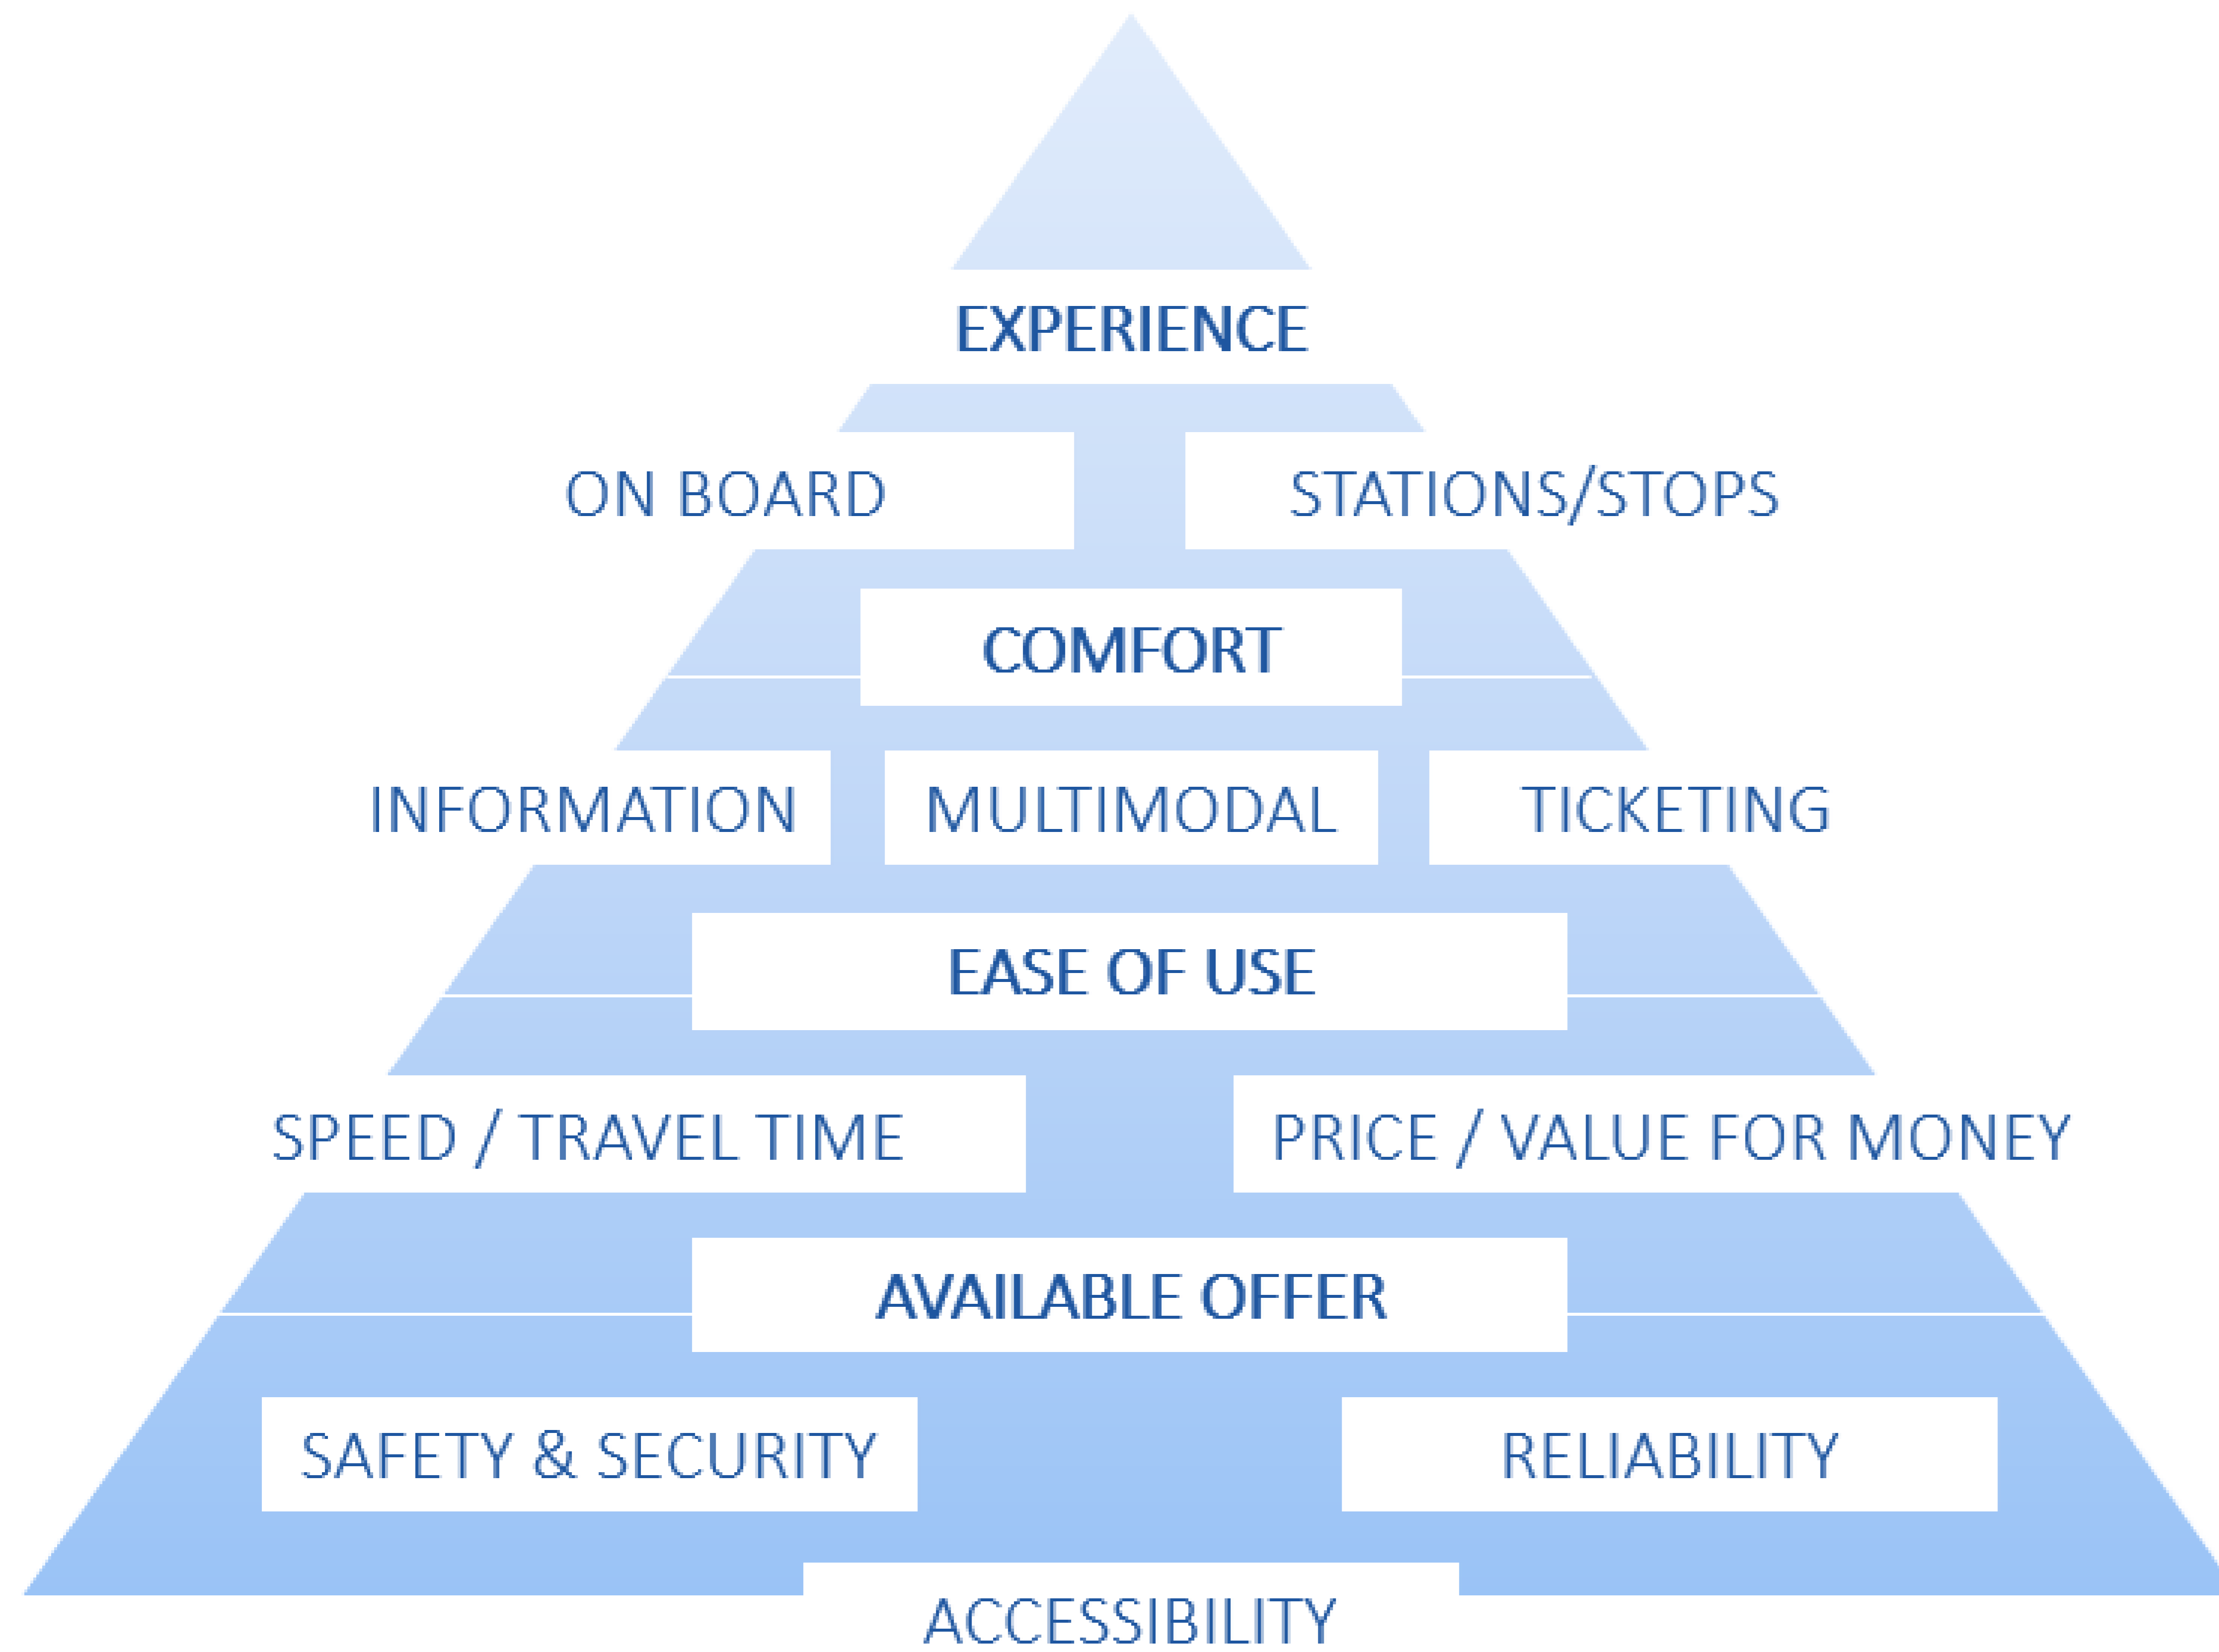 EXPERIENCE
ON BOARD
STATIONS/STOPS
COMFORT
INFORMATION
MULTIMODAL
TICKETING
EASE OF USE
SPEED / TRAVEL TIME
PRICE / VALUE FOR MONEY
AVAILABLE OFFER
SAFETY & SECURITY
RELIABILITY
ACCESSIBILITY